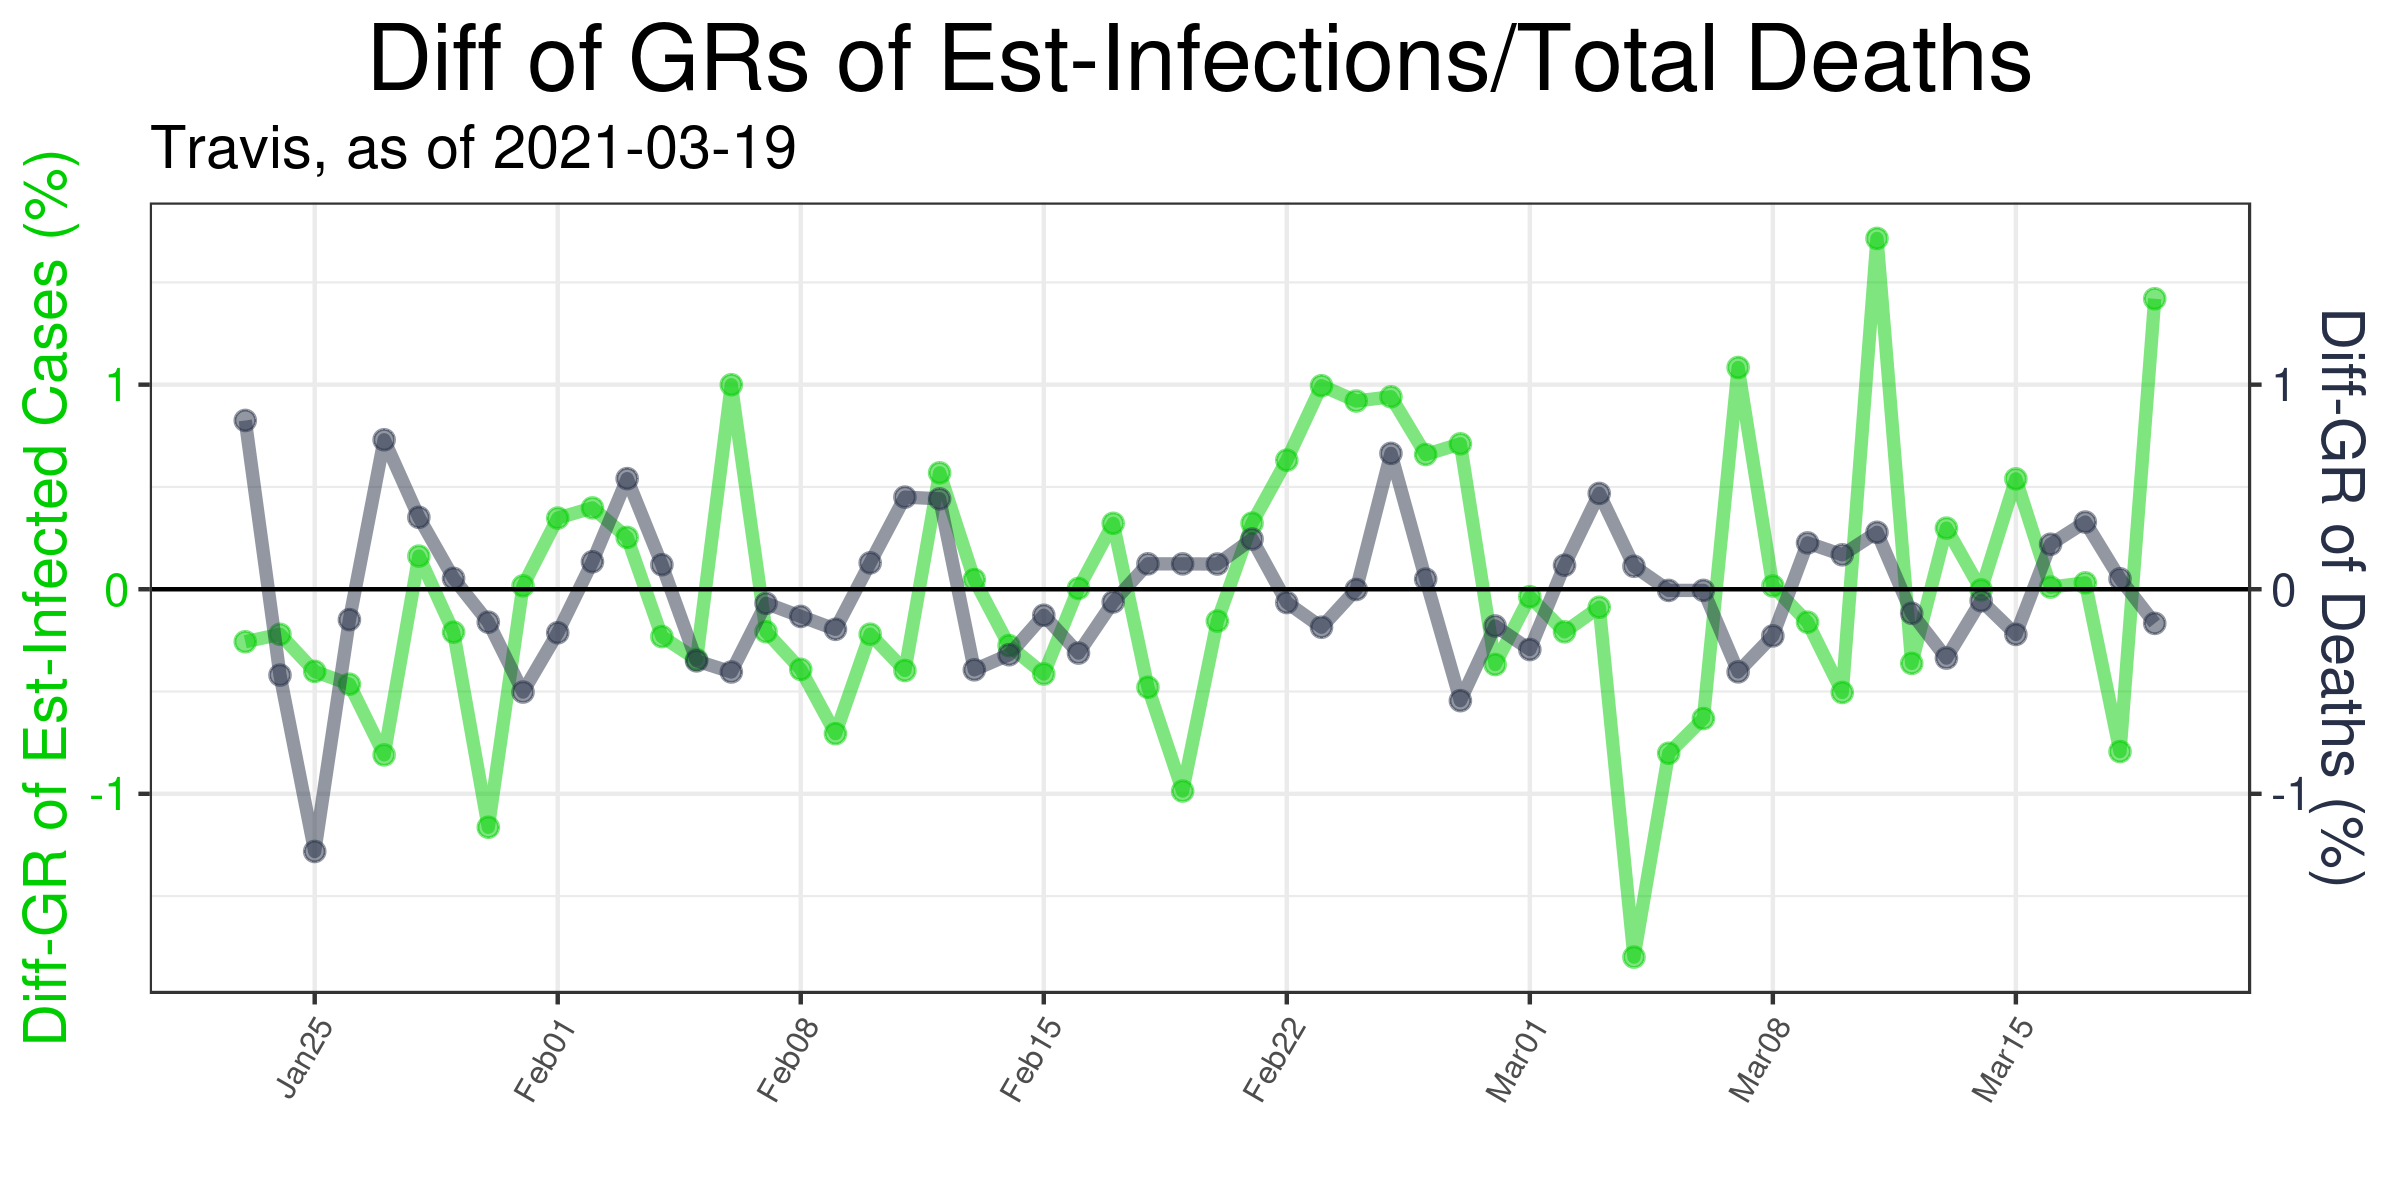 Diff of GRs of Est-Infections/Total Deaths
Travis, as of 2021-03-19
Diff-GR of Est-Infected Cases (%)
1
0
-1
1
0
-1
Diff-GR of Deaths (%)
Jan25
Feb01
Feb08
Feb15
Feb22
Mar01
Mar08
Mar15